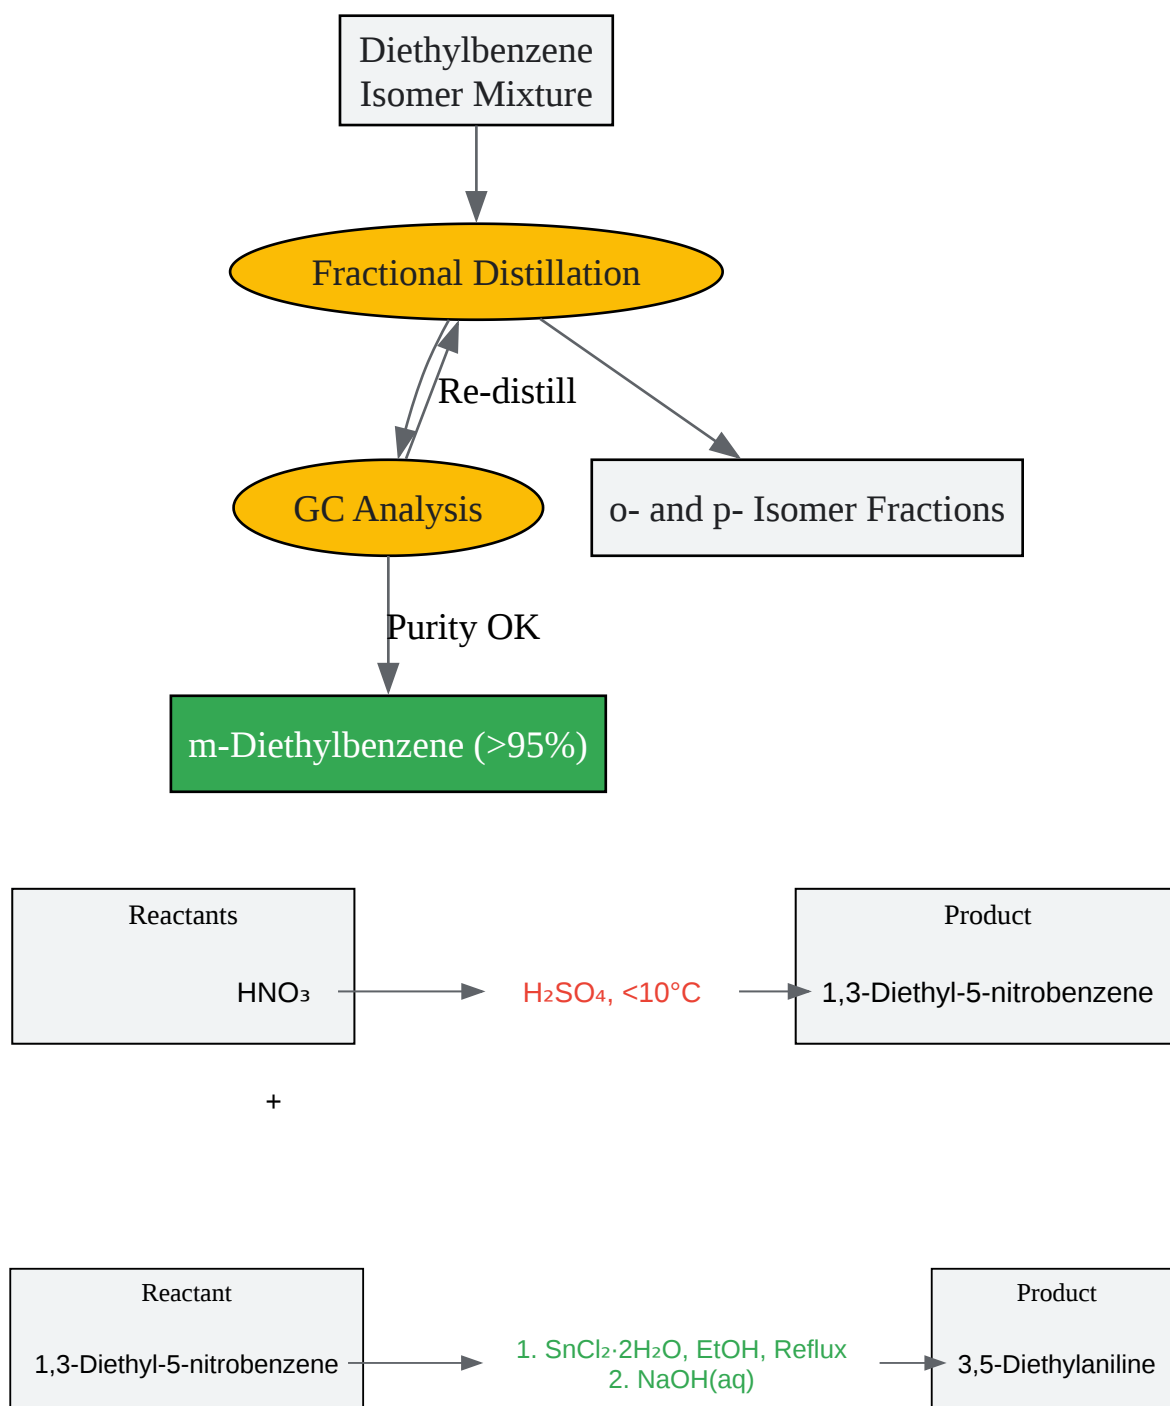 Diethylbenzene
Isomer Mixture
Fractional Distillation
Re-distill
GC Analysis
o- and p- Isomer Fractions
Purity OK
m-Diethylbenzene (>95%)
Reactants
Product
HNO₃
H₂SO₄, <10°C
1,3-Diethyl-5-nitrobenzene
+
Reactant
Product
1,3-Diethyl-5-nitrobenzene
1. SnCl₂·2H₂O, EtOH, Reflux
2. NaOH(aq)
3,5-Diethylaniline